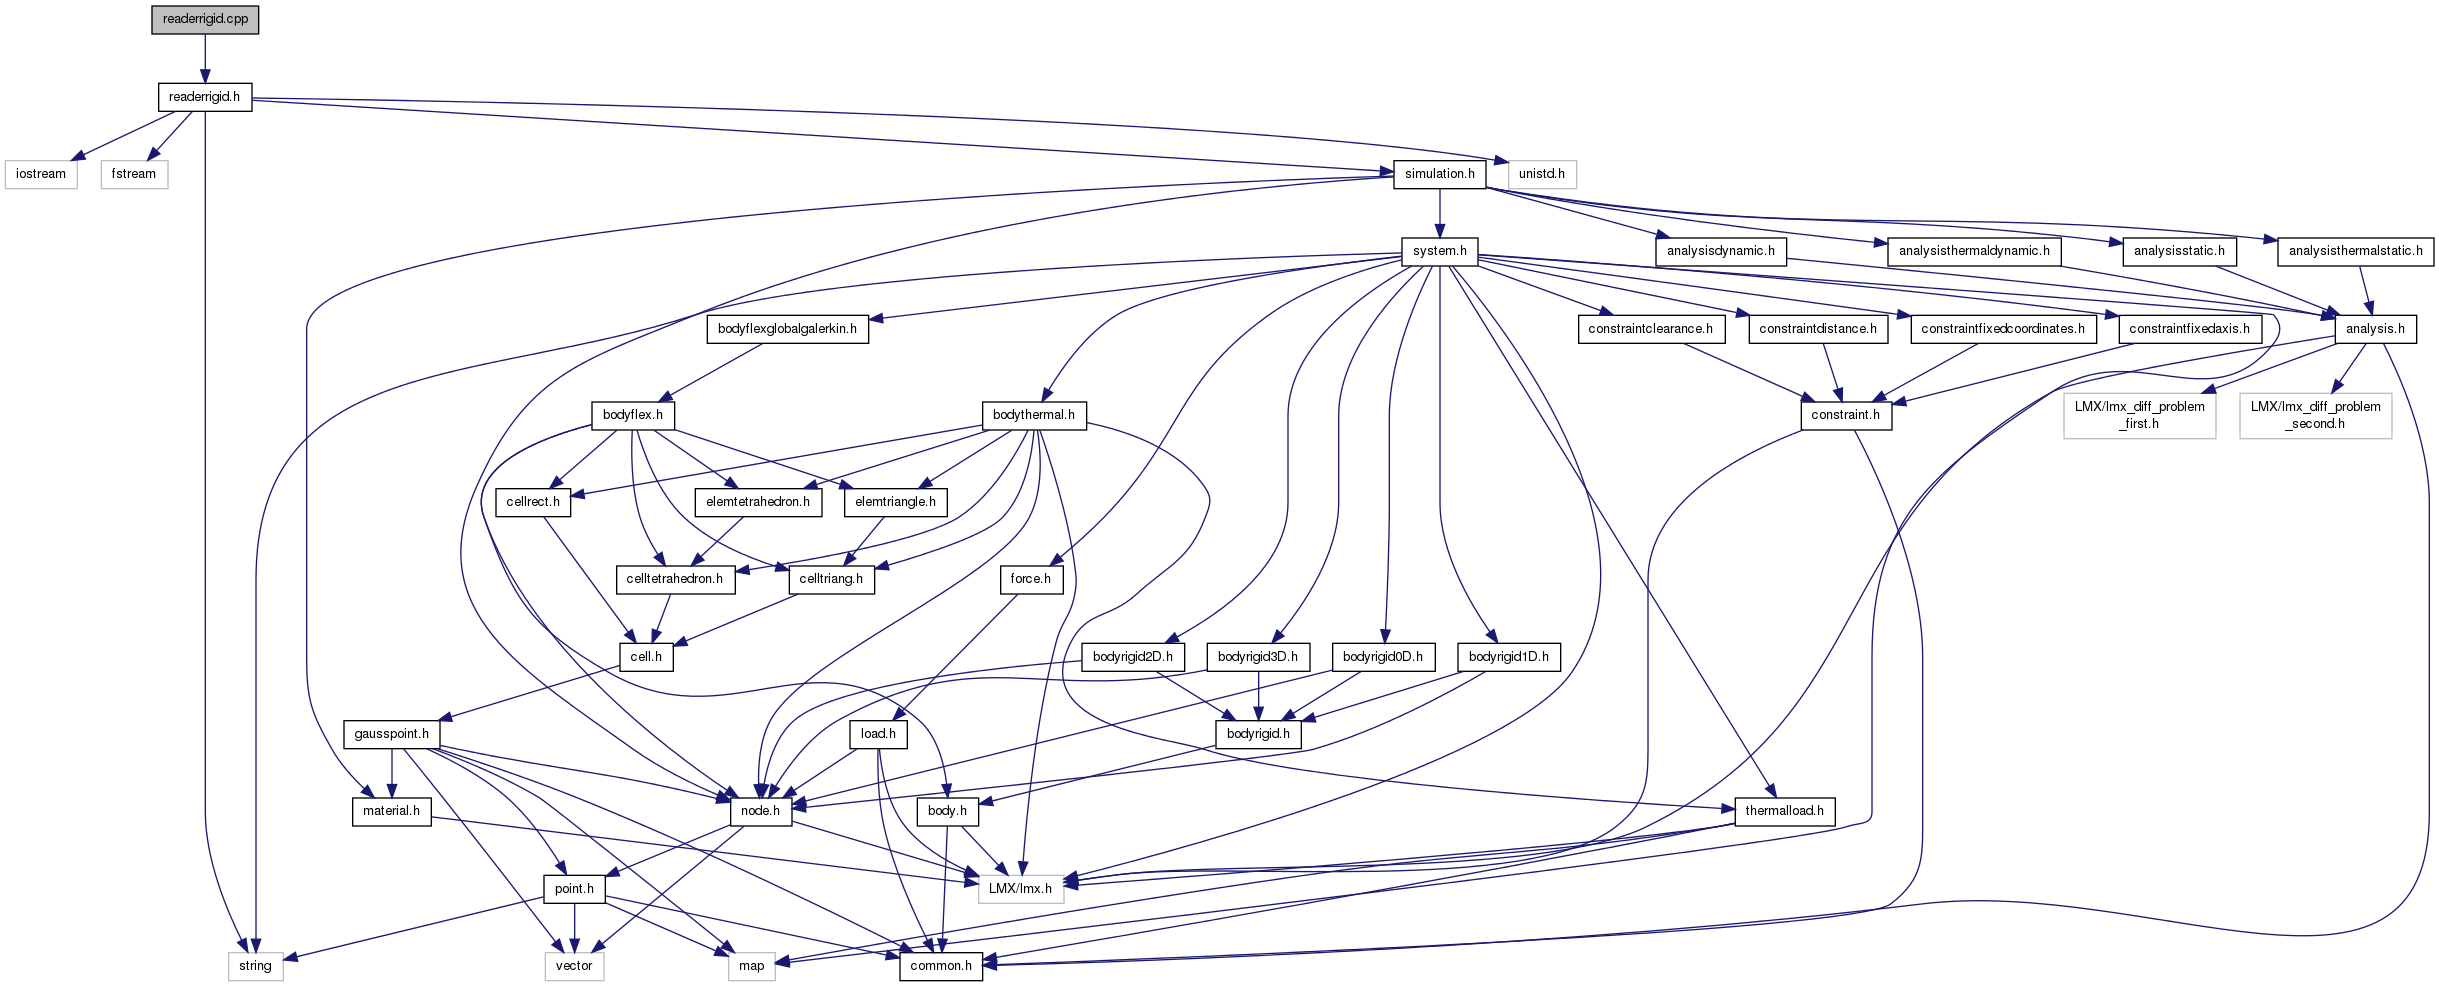 readerrigid.cpp
readerrigid.h
iostream
fstream
simulation.h
unistd.h
system.h
analysisdynamic.h
analysisthermaldynamic.h
analysisstatic.h
analysisthermalstatic.h
bodyflexglobalgalerkin.h
constraintclearance.h
constraintdistance.h
constraintfixedcoordinates.h
constraintfixedaxis.h
analysis.h
bodyflex.h
bodythermal.h
constraint.h
LMX/lmx_diff_problem
_first.h
LMX/lmx_diff_problem
_second.h
cellrect.h
elemtetrahedron.h
elemtriangle.h
celltetrahedron.h
celltriang.h
force.h
cell.h
bodyrigid2D.h
bodyrigid3D.h
bodyrigid0D.h
bodyrigid1D.h
gausspoint.h
load.h
bodyrigid.h
material.h
node.h
body.h
thermalload.h
point.h
LMX/lmx.h
string
vector
map
common.h